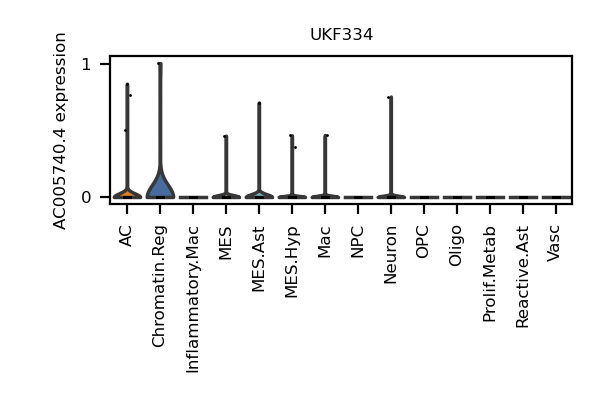 UKF334
AC005740.4 expression
1
0
AC
Chromatin.Reg
Inflammatory.Mac
MES
MES.Ast
MES.Hyp
Mac
NPC
Neuron
OPC
Oligo
Prolif.Metab
Reactive.Ast
Vasc